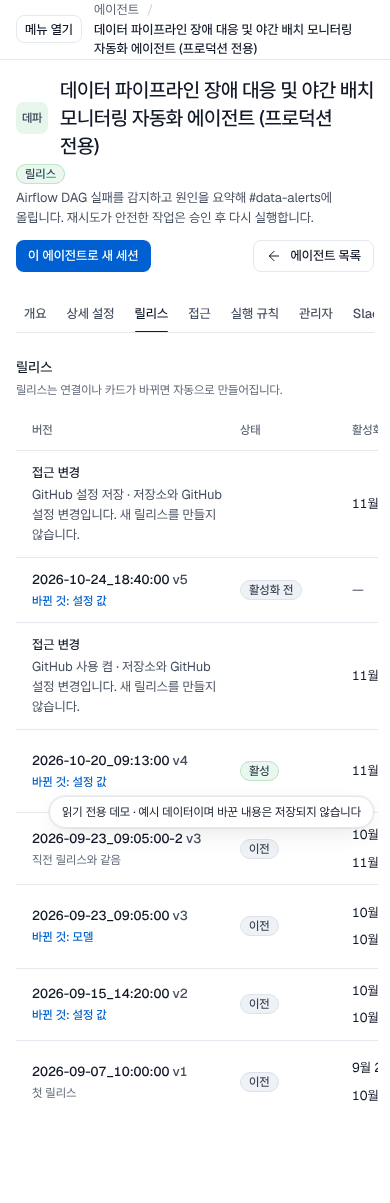 메뉴 열기
에이전트 /
데이터 파이프라인 장애 대응 및 야간 배치 모니터링
자동화 에이전트 (프로덕션 전용)
데파
데이터 파이프라인 장애 대응 및 야간 배치
모니터링 자동화 에이전트 (프로덕션
전용)
릴리스
Airflow DAG 실패를 감지하고 원인을 요약해 #data-alerts에
올립니다. 재시도가 안전한 작업은 승인 후 다시 실행합니다.
이 에이전트로 새 세션
← 에이전트 목록
개요 상세 설정 릴리스 접근 실행 규칙 관리자
릴리스
릴리스는 연결이나 카드가 바뀌면 자동으로 만들어집니다.
버전 상태
접근 변경
GitHub 설정 저장 · 저장소와 GitHub
설정 변경입니다. 새 릴리스를 만들지
않습니다.
11월
2026-10-24_18:40:00 v5
바뀐 것: 설정 값
활성화 전
—
접근 변경
GitHub 사용 켬 · 저장소와 GitHub
설정 변경입니다. 새 릴리스를 만들지
않습니다.
11월
2026-10-20_09:13:00 v4
바뀐 것: 설정 값
활성
11월
읽기 전용 데모 · 예시 데이터이며 바꾼 내용은 저장되지 않습니다
2026-09-23_09:05:00-2 v3
직전 릴리스와 같음
이전
10월
11월
2026-09-23_09:05:00 v3
바뀐 것: 모델
이전
10월
10월
2026-09-15_14:20:00 v2
바뀐 것: 설정 값
이전
10월
10월
2026-09-07_10:00:00 v1
첫 릴리스
이전
9월 2
10월